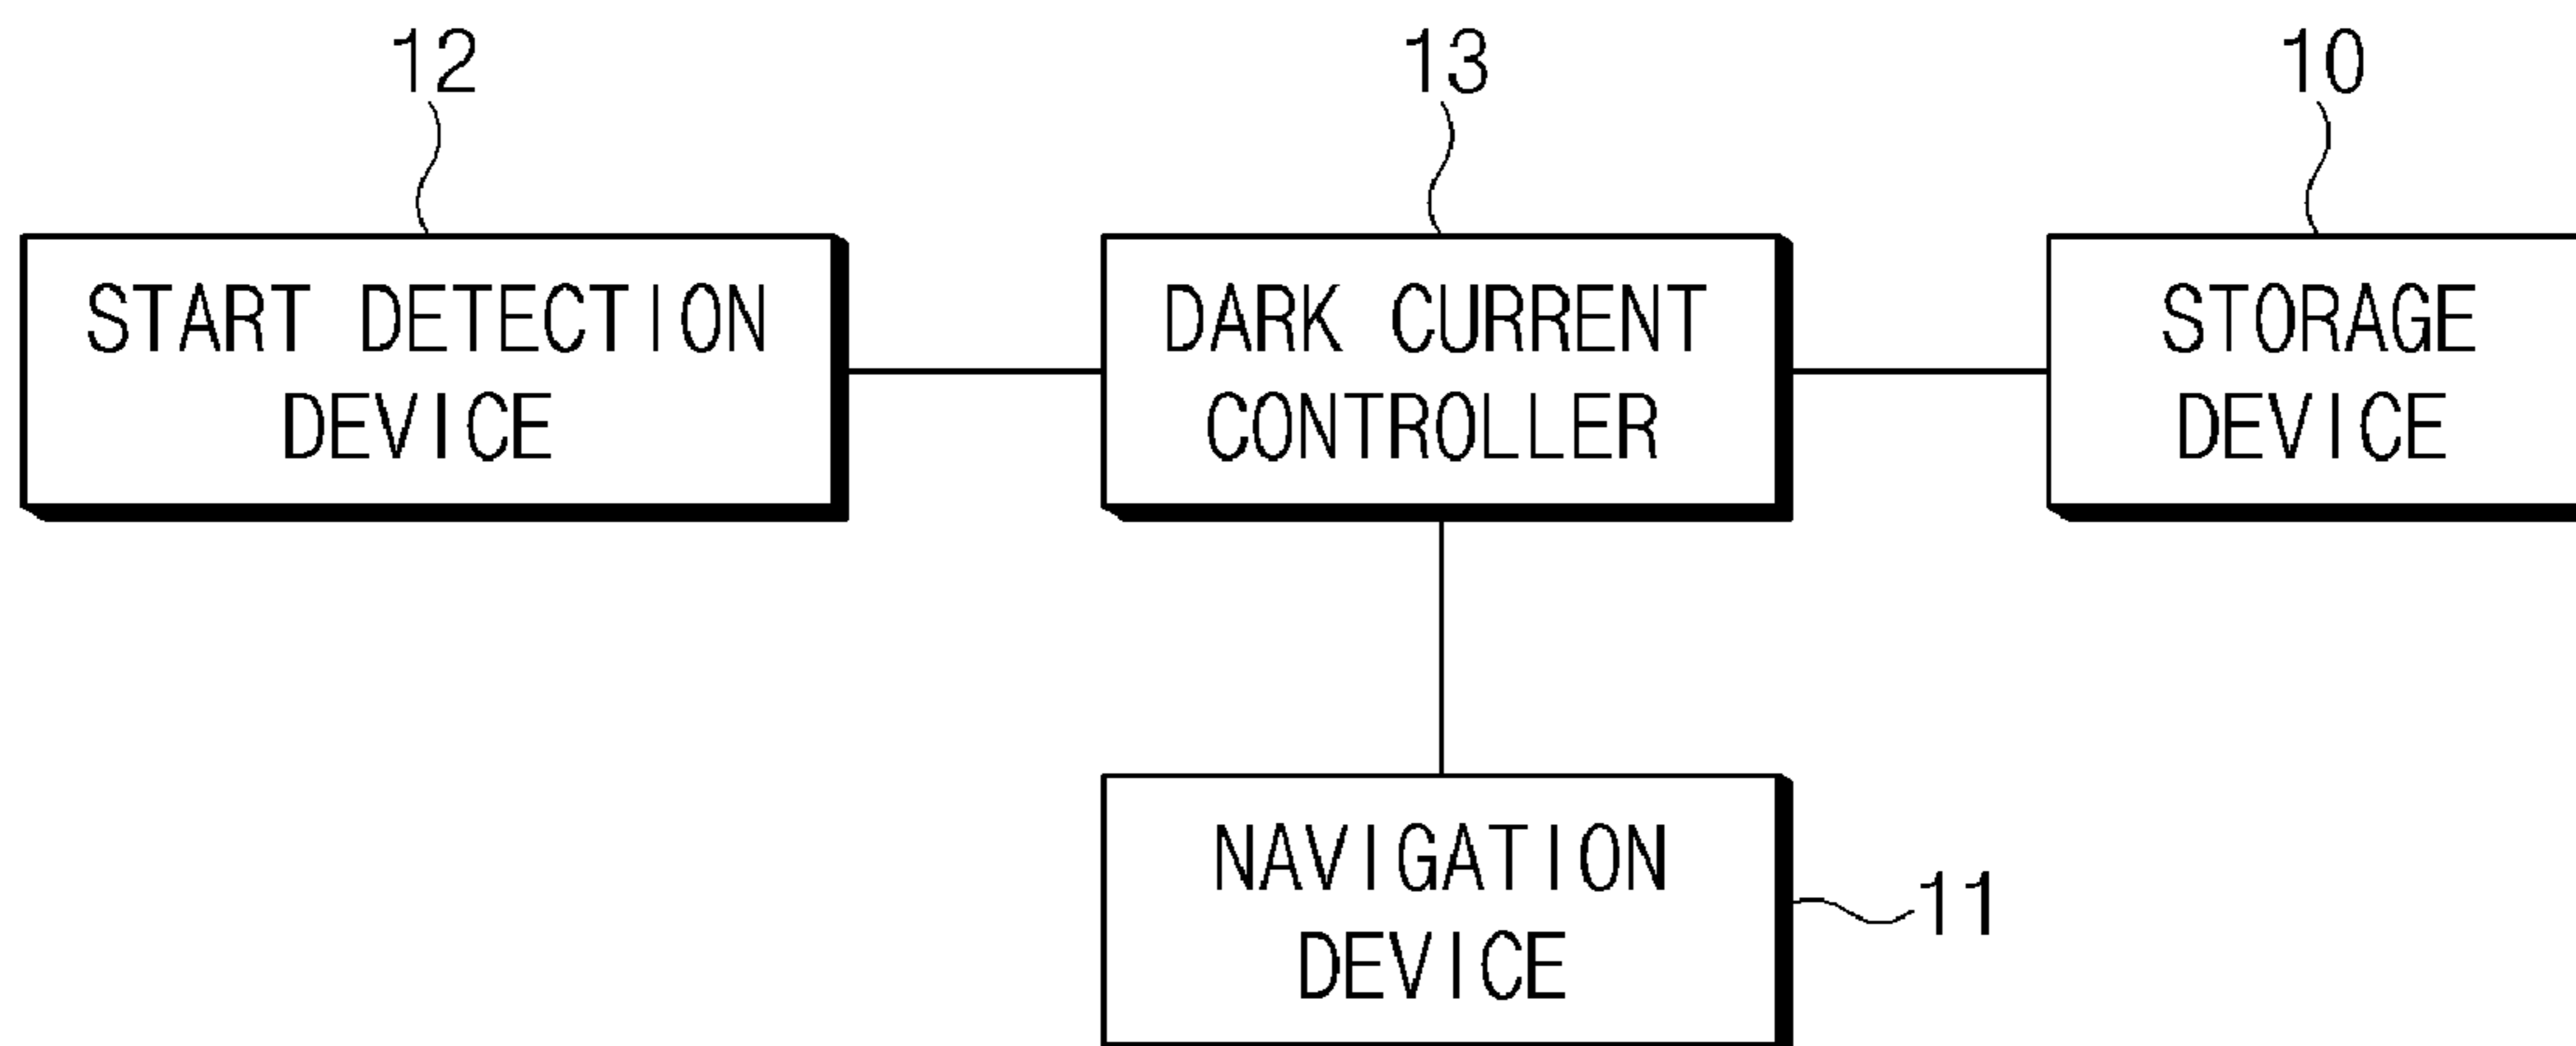 12
13
10
START DETECTION
DEVICE
DARK CURRENT
CONTROLLER
STORAGE
DEVICE
NAVIGATION
DEVICE
11